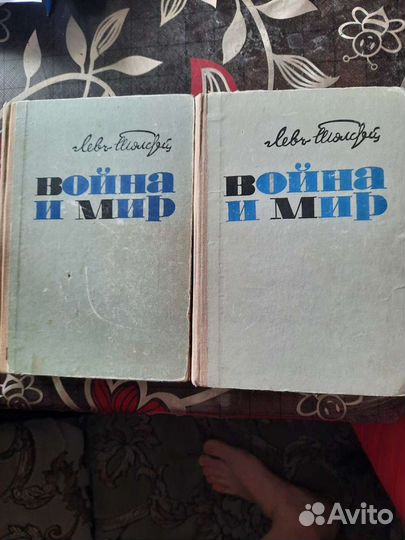 Левъ Толстой
Война
и мир
Левъ Толстой
Война
и мир
Avito